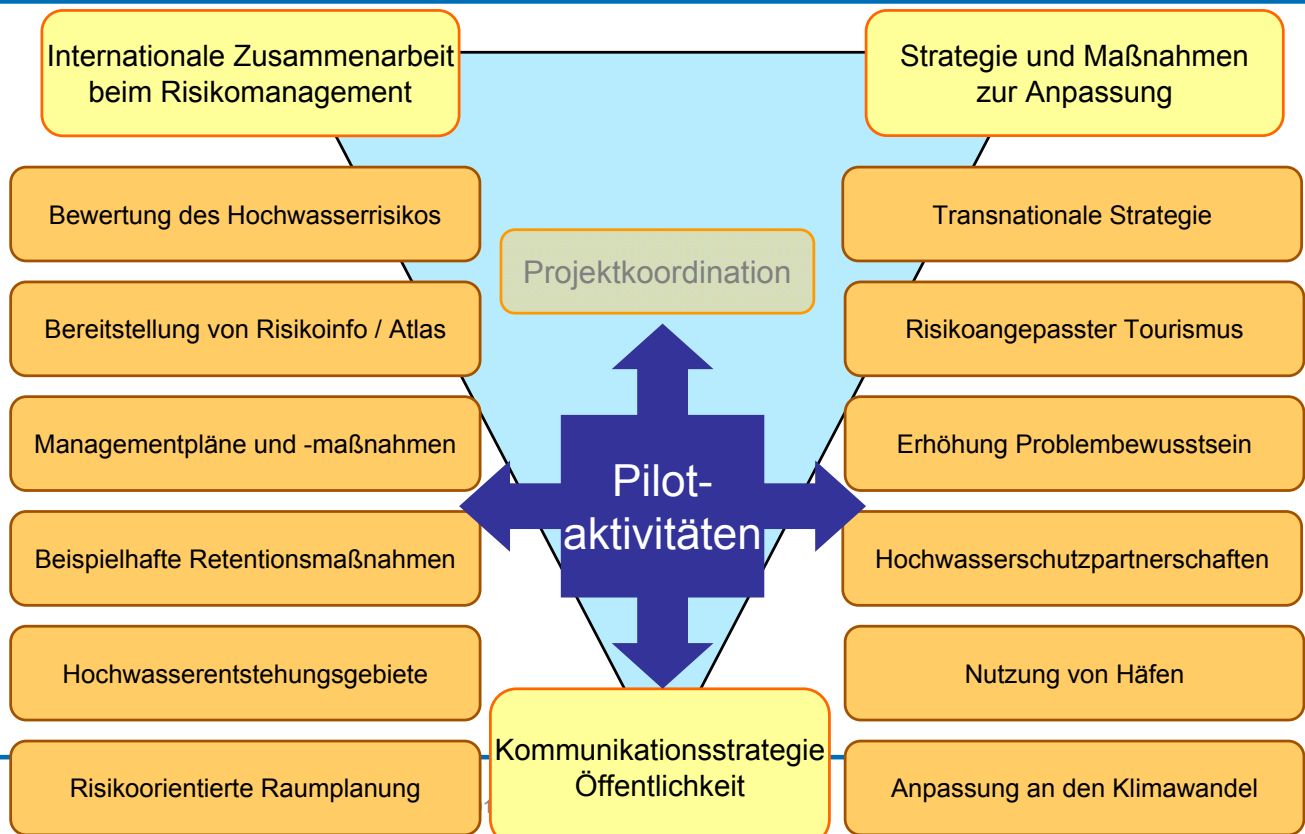 Internationale Zusammenarbeit
beim Risikomanagement
Strategie und Maßnahmen
zur Anpassung
Bewertung des Hochwasserrisikos
Bereitstellung von Risikoinfo / Atlas
Managementpläne und -maßnahmen
Beispielhafte Retentionsmaßnahmen
Hochwasserentstehungsgebiete
Risikoorientierte Raumplanung
Projektkoordination
Pilot-
aktivitäten
Kommunikationsstrategie
Öffentlichkeit
Transnationale Strategie
Risikoangepasster Tourismus
Erhöhung Problembewusstsein
Hochwasserschutzpartnerschaften
Nutzung von Häfen
Anpassung an den Klimawandel